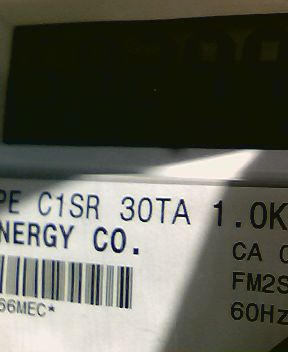 PE C1SR 30TA 1.0K
NERGY CO.
CA
FM2S
66MEC*
60Hz